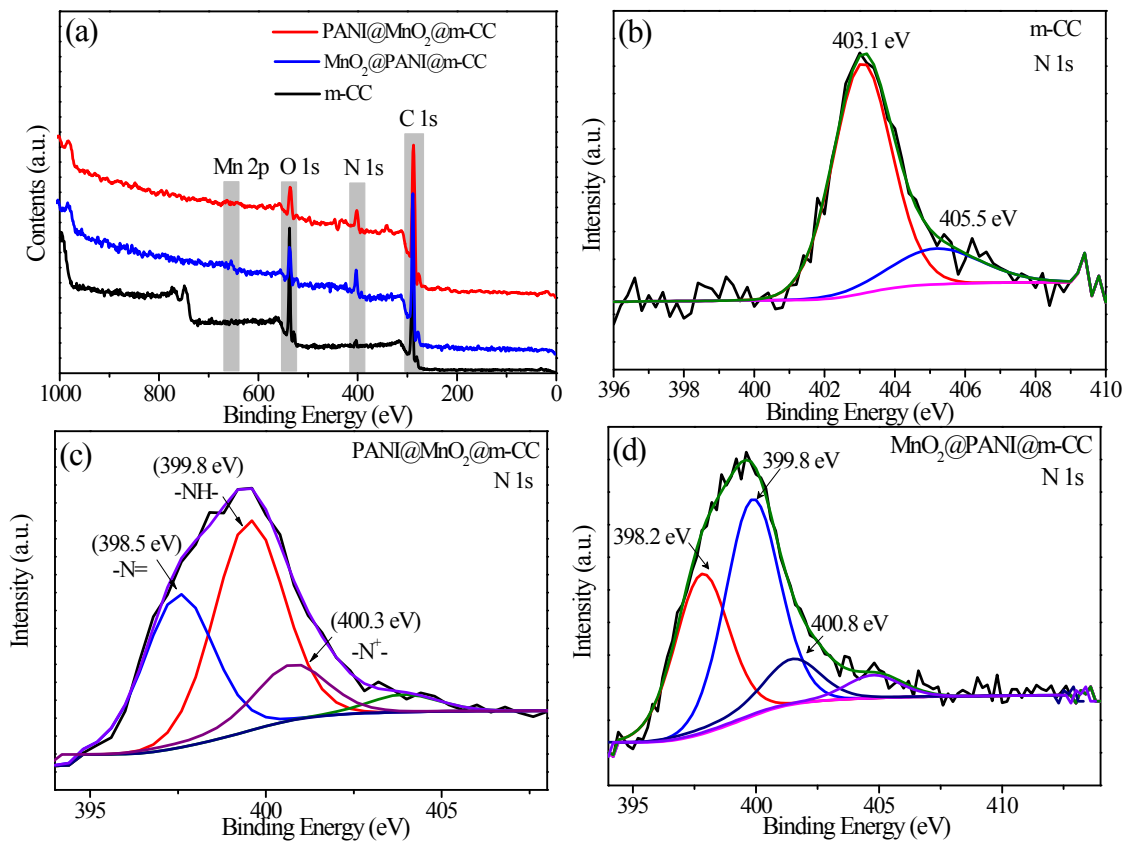 (a)
PANI@MnO₂@m-CC
MnO₂@PANI@m-CC
m-CC
C 1s
Mn 2p
O 1s
N 1s
Contents (a.u.)
1000
800
600
400
200
0
Binding Energy (eV)
(b)
403.1 eV
m-CC
N 1s
405.5 eV
Intensity (a.u.)
396
398
400
402
404
406
408
410
Binding Energy (eV)
(c)
PANI@MnO₂@m-CC
N 1s
(399.8 eV)
-NH-
(398.5 eV)
-N=
(400.3 eV)
-N⁺-
Intensity (a.u.)
395
400
405
Binding Energy (eV)
(d)
MnO₂@PANI@m-CC
N 1s
399.8 eV
398.2 eV
400.8 eV
Intensity (a.u.)
395
400
405
410
Binding Energy (eV)